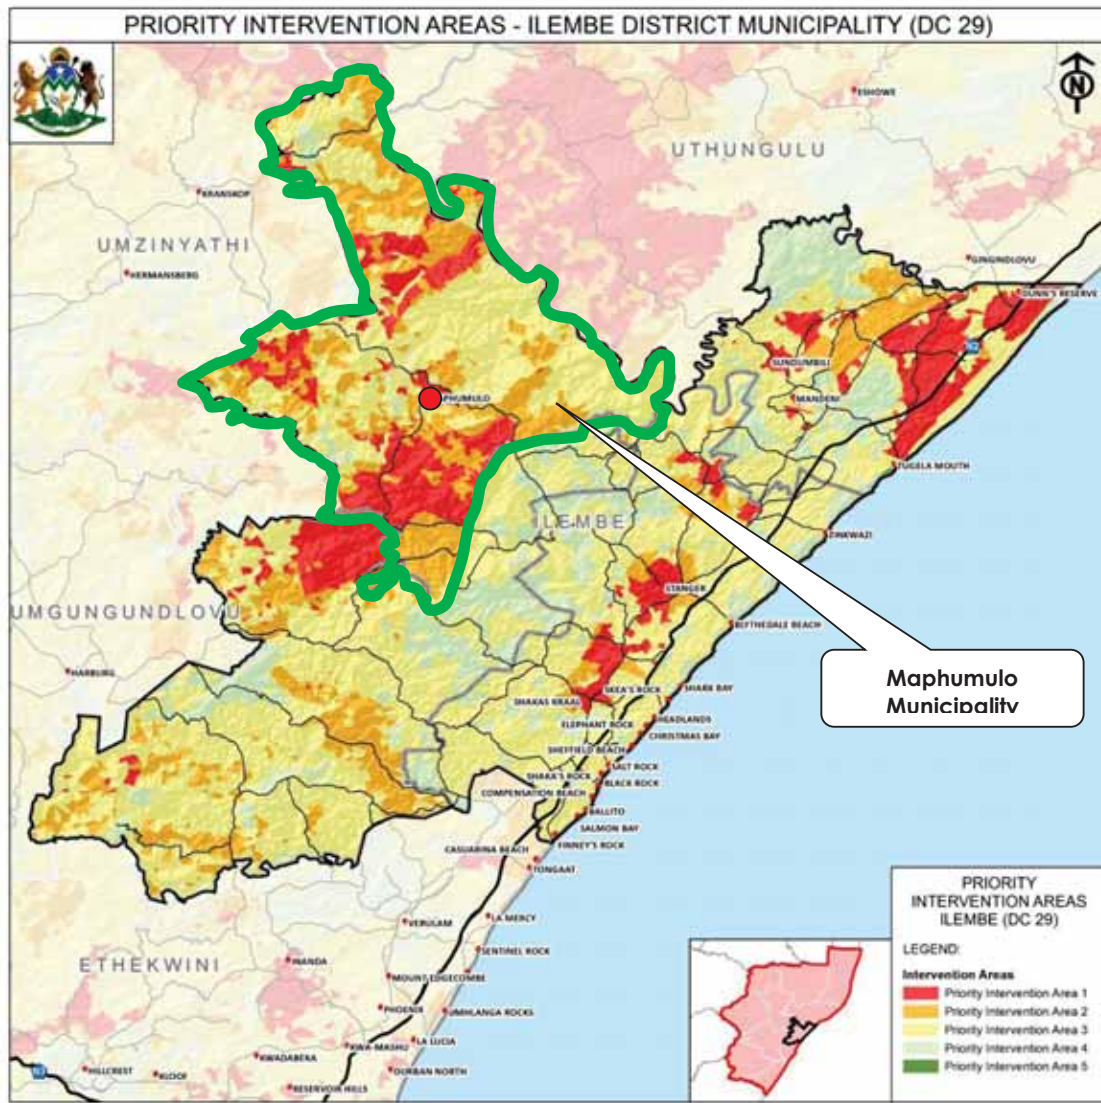 PRIORITY INTERVENTION AREAS - ILEMBE DISTRICT MUNICIPALITY (DC 29)
N
ESHOWE
UTHUNGULU
KRANSKOP
UMZINYATHI
HERMANSBERG
GINGINDLOVU
DUNN'S RESERVE
N2
SUNDUMBILI
MANDENI
PHUMULO
TUGELA MOUTH
ILEMBE
ZINKWAZI
STANGER
UMGUNGUNDLOVU
BLYTHEDALE BEACH
HARBURG
Maphumulo
Municipality
SKEA'S ROCK
SHARK BAY
SHAKAS KRAAL
ELEPHANT ROCK
HEADLANDS
CHRISTMAS BAY
SHEFFIELD BEACH
SALT ROCK
SHAKA'S ROCK
BLACK ROCK
COMPENSATION BEACH
BALLITO
SALMON BAY
FINNEY'S ROCK
CASUARINA BEACH
TONGAAT
VERULAM
LA MERCY
SENTINEL ROCK
ETHEKWINI
INANDA
MOUNT EDGECOMBE
PHOENIX
UMHLANGA ROCKS
KWA-MASHU
LA LUCIA
KWADABEKA
HILLCREST
KLOOF
DURBAN NORTH
RESERVOIR HILLS
PRIORITY
INTERVENTION AREAS
ILEMBE (DC 29)
LEGEND:
Intervention Areas
Priority Intervention Area 1
Priority Intervention Area 2
Priority Intervention Area 3
Priority Intervention Area 4
Priority Intervention Area 5